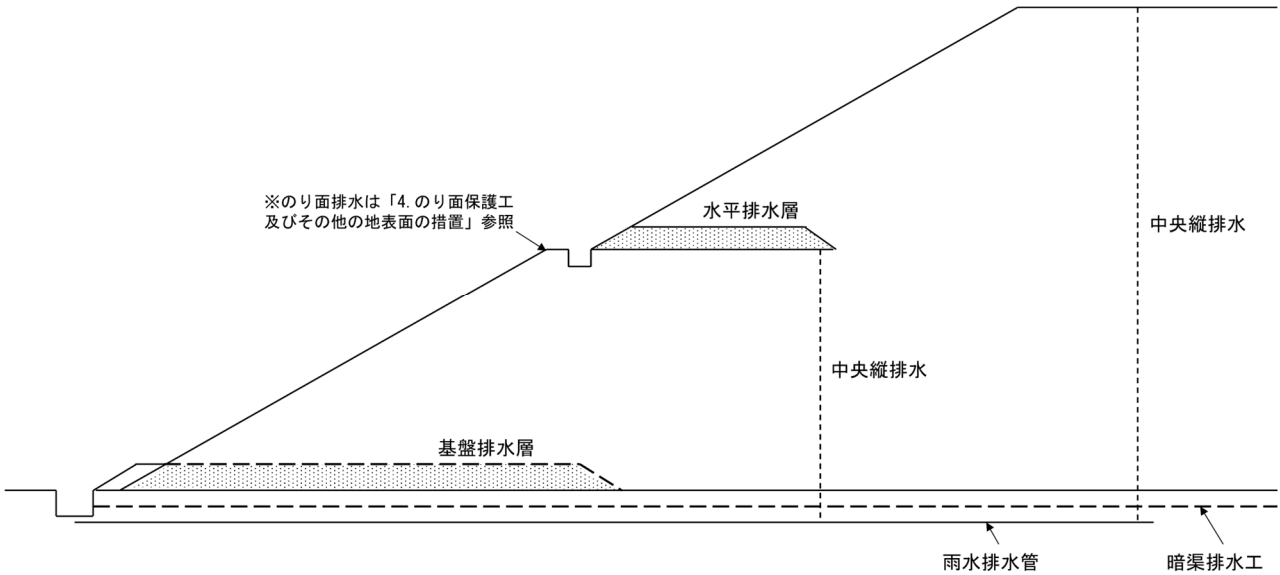 ※のり面排水は「4.のり面保護工
及びその他の地表面の措置」参照
水平排水層
中央縦排水
中央縦排水
基盤排水層
雨水排水管
暗渠排水工